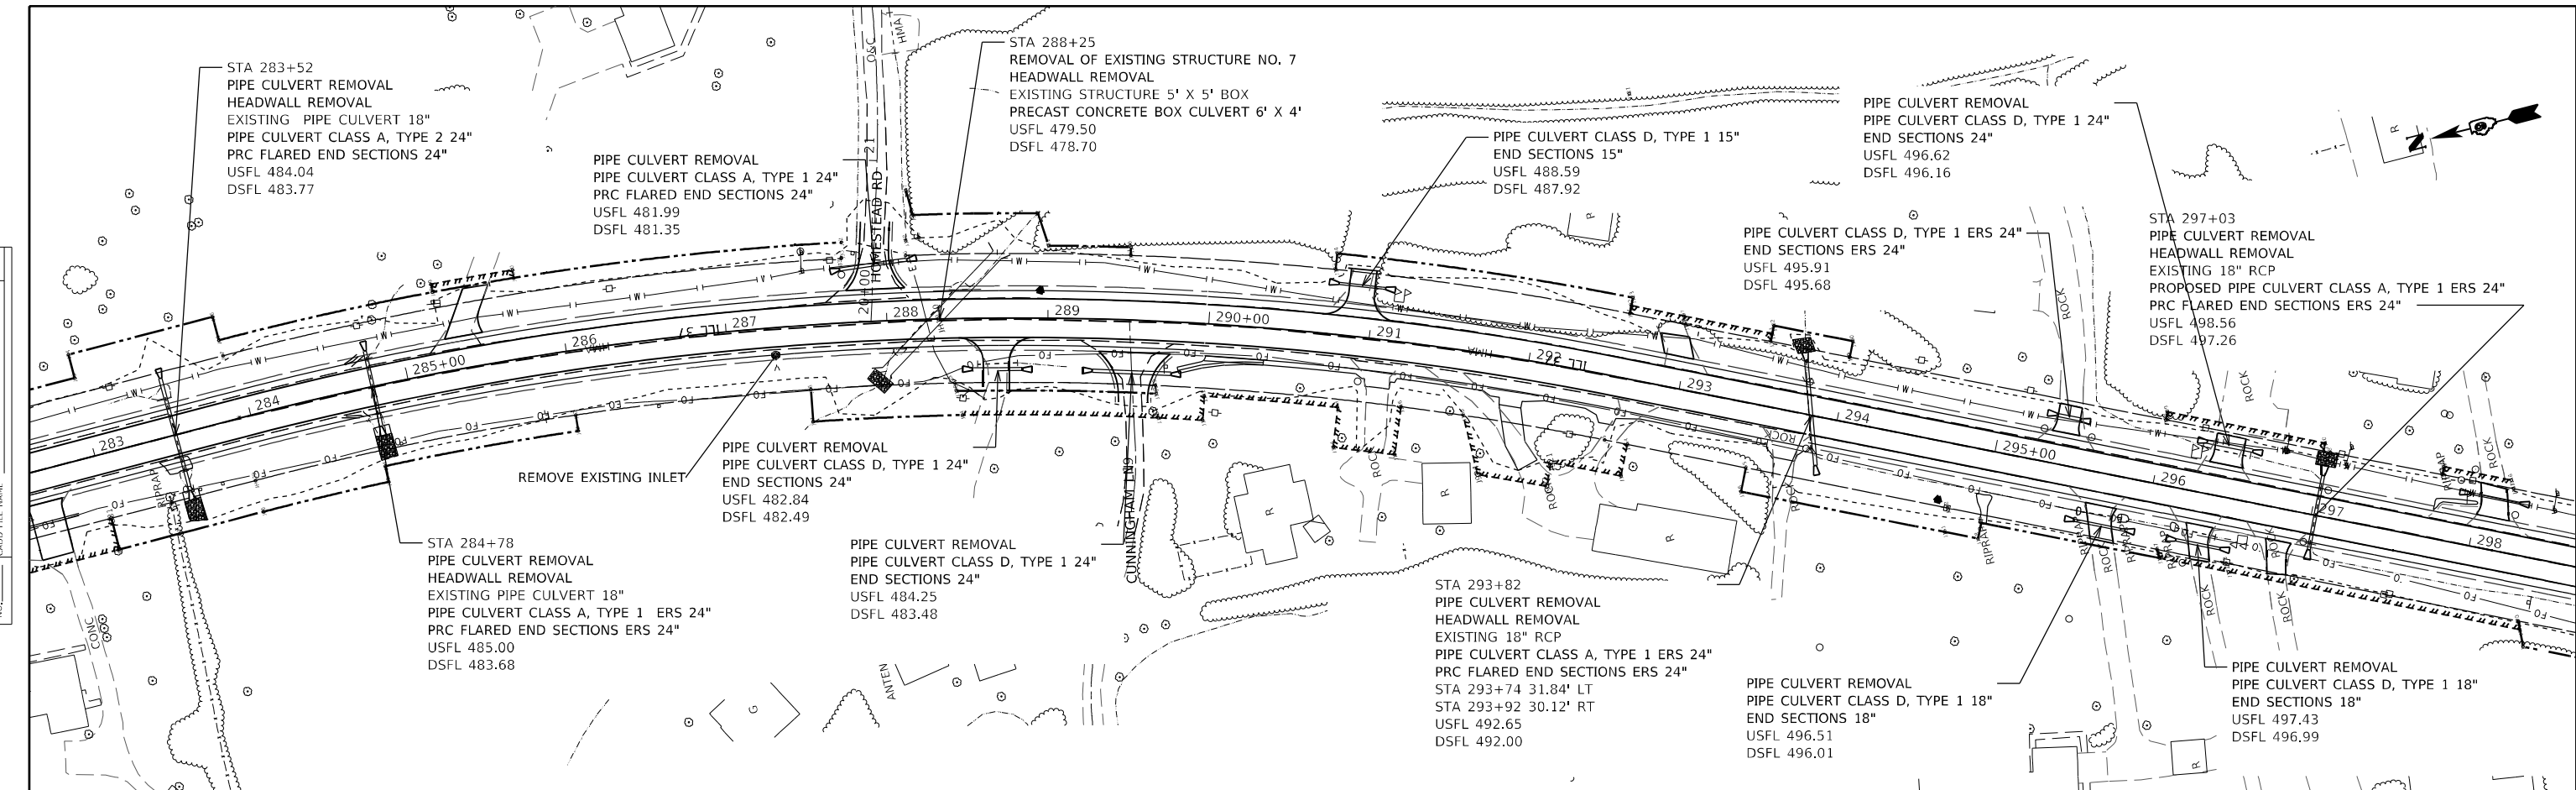 STA 283+52
PIPE CULVERT REMOVAL
HEADWALL REMOVAL
EXISTING PIPE CULVERT 18"
PIPE CULVERT CLASS A, TYPE 2 24"
PRC FLARED END SECTIONS 24"
USFL 484.04
DSFL 483.77
PIPE CULVERT REMOVAL
PIPE CULVERT CLASS A, TYPE 1 24"
PRC FLARED END SECTIONS 24"
USFL 481.99
DSFL 481.35
STA 288+25
REMOVAL OF EXISTING STRUCTURE NO. 7
HEADWALL REMOVAL
EXISTING STRUCTURE 5' X 5' BOX
PRECAST CONCRETE BOX CULVERT 6' X 4'
USFL 479.50
DSFL 478.70
PIPE CULVERT CLASS D, TYPE 1 15"
END SECTIONS 15"
USFL 488.59
DSFL 487.92
PIPE CULVERT REMOVAL
PIPE CULVERT CLASS D, TYPE 1 24"
END SECTIONS 24"
USFL 496.62
DSFL 496.16
PIPE CULVERT CLASS D, TYPE 1 ERS 24"
END SECTIONS ERS 24"
USFL 495.91
DSFL 495.68
STA 297+03
PIPE CULVERT REMOVAL
HEADWALL REMOVAL
EXISTING 18" RCP
PROPOSED PIPE CULVERT CLASS A, TYPE 1 ERS 24"
PRC FLARED END SECTIONS ERS 24"
USFL 498.56
DSFL 497.26
N
O&C
HMA
21
HOMESTEAD RD
20+00
283
284
285+00
286
287
288
289
290+00
291
292
293
294
295+00
296
297
298
ILL 37
ILL 37
HMA
HMA
CUNNINGHAM LN
REMOVE EXISTING INLET
PIPE CULVERT REMOVAL
PIPE CULVERT CLASS D, TYPE 1 24"
END SECTIONS 24"
USFL 482.84
DSFL 482.49
STA 284+78
PIPE CULVERT REMOVAL
HEADWALL REMOVAL
EXISTING PIPE CULVERT 18"
PIPE CULVERT CLASS A, TYPE 1 ERS 24"
PRC FLARED END SECTIONS ERS 24"
USFL 485.00
DSFL 483.68
PIPE CULVERT REMOVAL
PIPE CULVERT CLASS D, TYPE 1 24"
END SECTIONS 24"
USFL 484.25
DSFL 483.48
STA 293+82
PIPE CULVERT REMOVAL
HEADWALL REMOVAL
EXISTING 18" RCP
PIPE CULVERT CLASS A, TYPE 1 ERS 24"
PRC FLARED END SECTIONS ERS 24"
STA 293+74 31.84' LT
STA 293+92 30.12' RT
USFL 492.65
DSFL 492.00
PIPE CULVERT REMOVAL
PIPE CULVERT CLASS D, TYPE 1 18"
END SECTIONS 18"
USFL 496.51
DSFL 496.01
PIPE CULVERT REMOVAL
PIPE CULVERT CLASS D, TYPE 1 18"
END SECTIONS 18"
USFL 497.43
DSFL 496.99
RIPRAP
CONC
ANTEN
G
R
R
R
R
R
R
ROCK
ROCK
ROCK
ROCK
ROCK
ROCK
ROCK
ROCK
ROCK
RIPRAP
RIPRAP